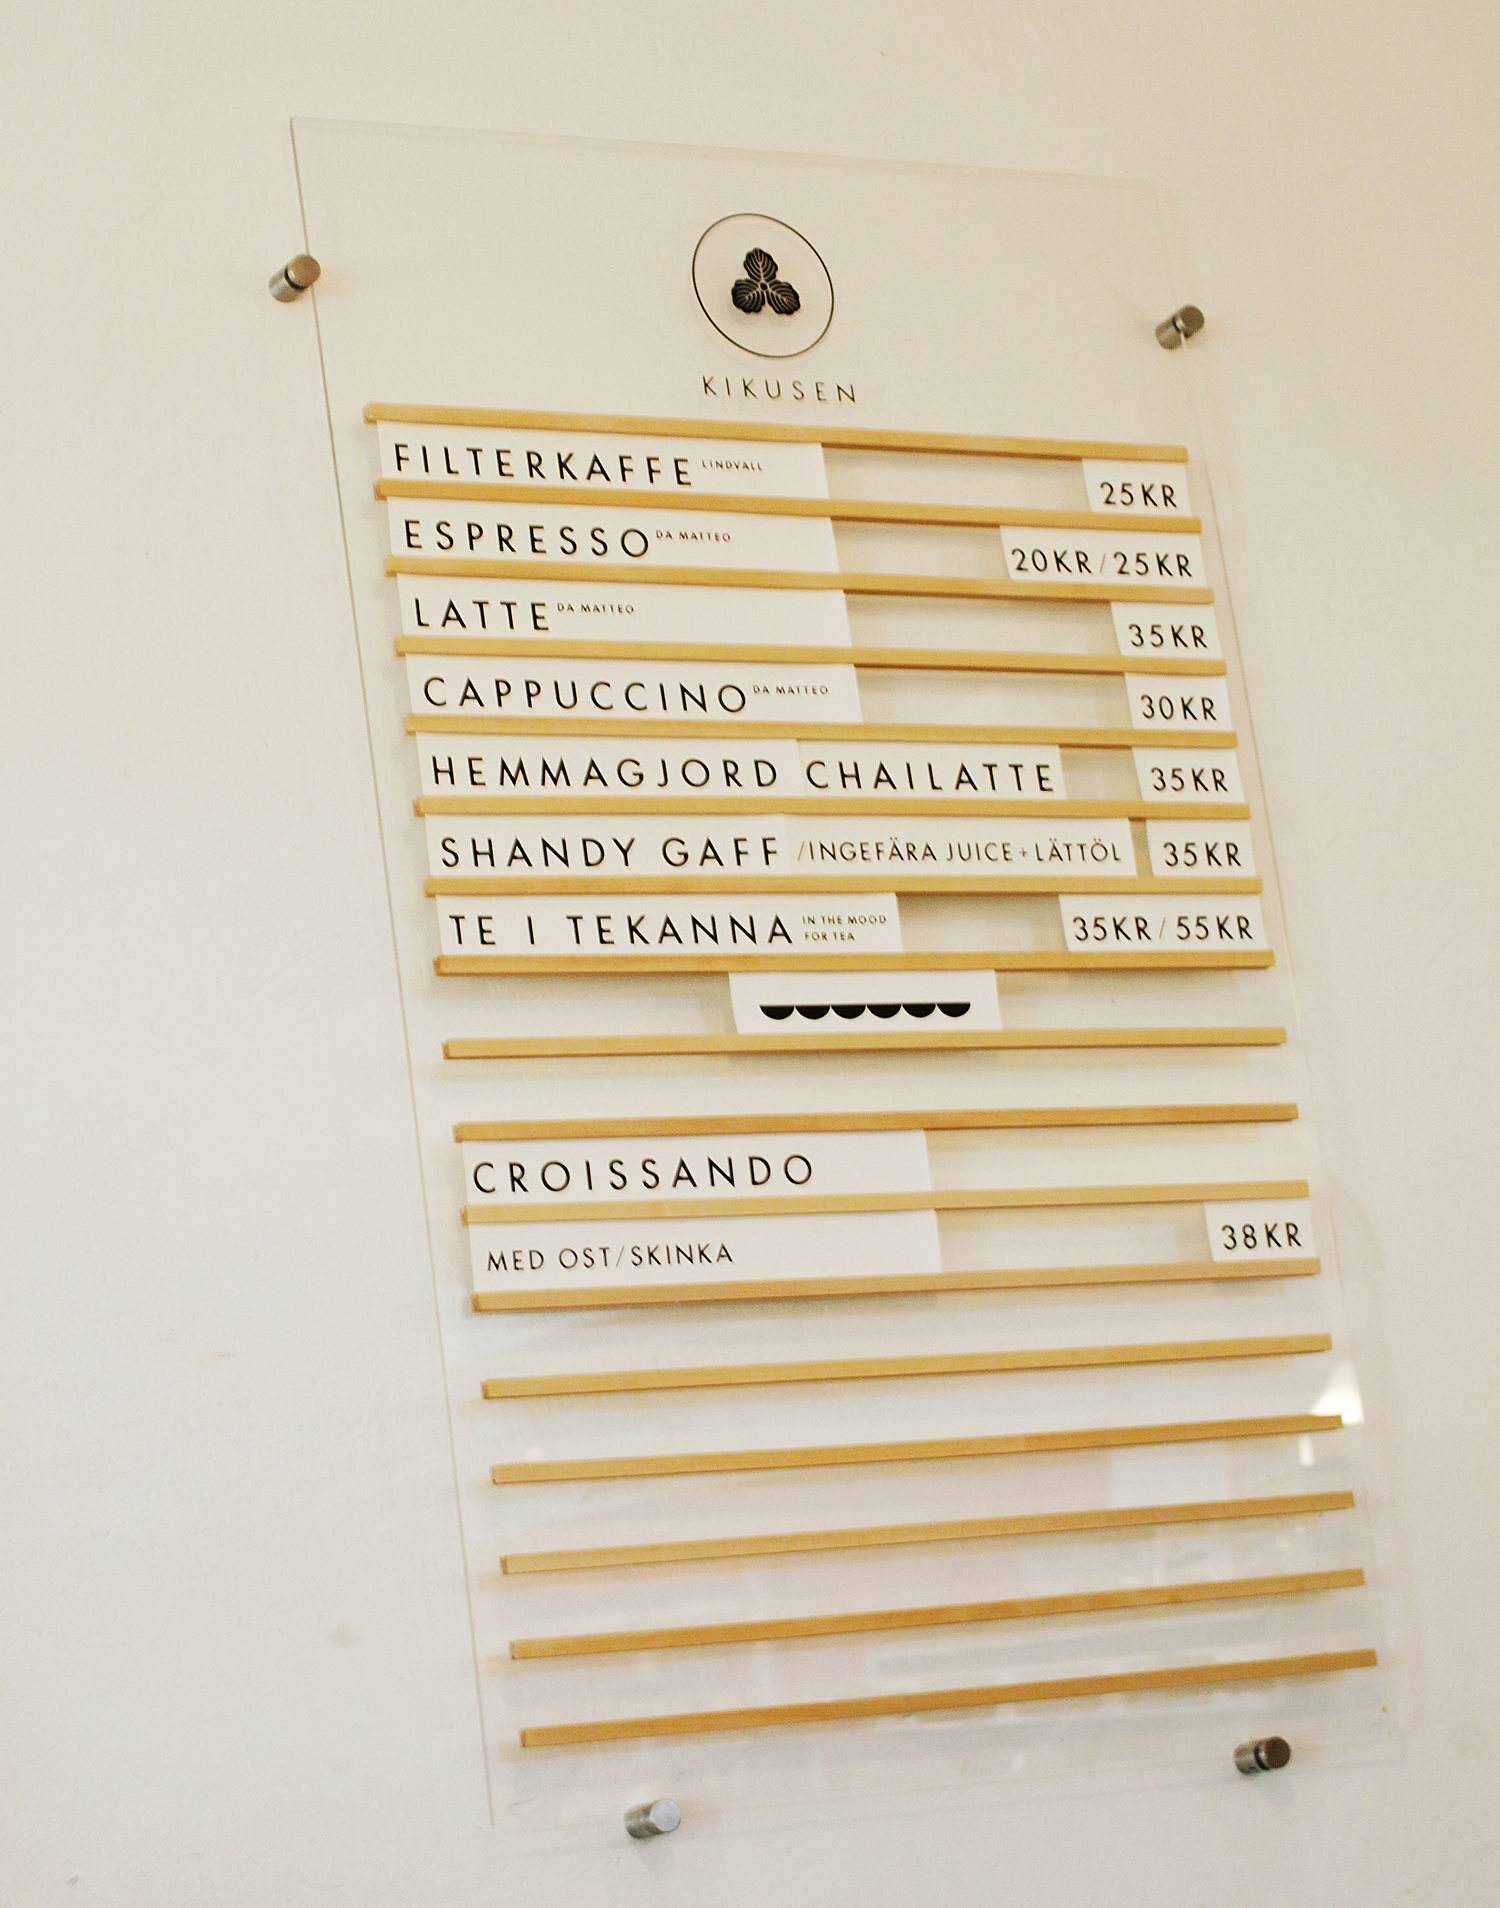 KIKUSEN
FILTERKAFFE LINDVALL 25KR
ESPRESSO DA MATTEO 20KR/25KR
LATTE DA MATTEO 35KR
CAPPUCCINO DA MATTEO 30KR
HEMMAGJORD CHAILATTE 35KR
SHANDY GAFF /INGEFÄRA JUICE+LÄTTÖL 35KR
TE I TEKANNA IN THE MOOD FOR TEA 35KR/55KR
CROISSANDO
MED OST/SKINKA 38KR